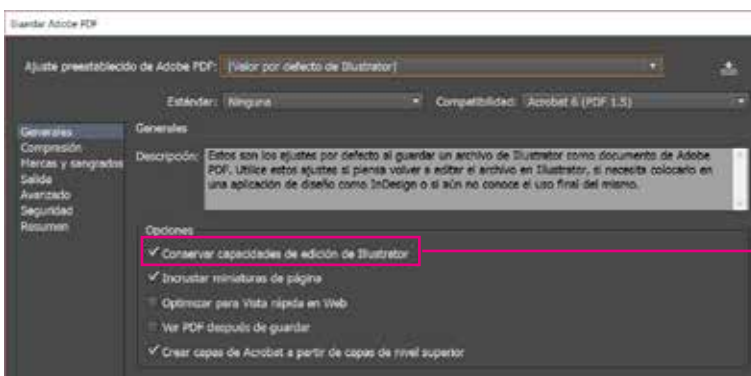 Guardar Adobe PDF
Ajuste preestablecido de Adobe PDF: [Valor por defecto de Illustrator]
Estándar: Ninguna Compatibilidad: Acrobat 6 (PDF 1.5)
Generales
Compresión
Marcas y sangrados
Salida
Avanzado
Seguridad
Resumen
Generales
Descripción: Estos son los ajustes por defecto al guardar un archivo de Illustrator como documento de Adobe
PDF. Utilice estos ajustes si piensa volver a editar el archivo en Illustrator, si necesita colocarlo en
una aplicación de diseño como InDesign o si aún no conoce el uso final del mismo.
Opciones
Conservar capacidades de edición de Illustrator
Incrustar miniaturas de página
Optimizar para Vista rápida en Web
Ver PDF después de guardar
Crear capas de Acrobat a partir de capas de nivel superior